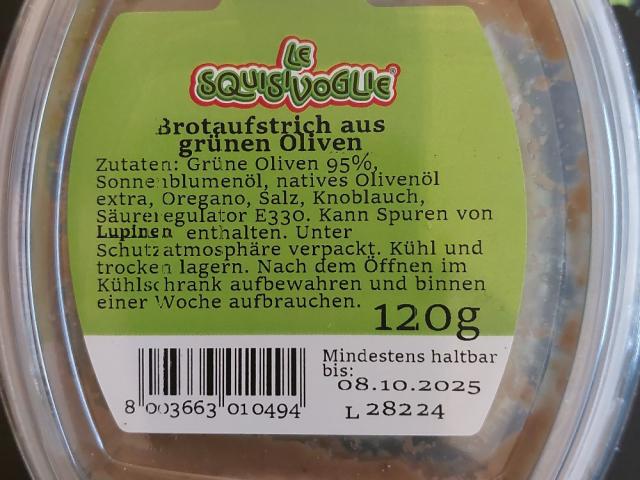 LE
SQUISIVOGLIE®
Brotaufstrich aus
grünen Oliven
Zutaten: Grüne Oliven 95%,
Sonnenblumenöl, natives Olivenöl
extra, Oregano, Salz, Knoblauch,
Säureregulator E330. Kann Spuren von
Lupinen enthalten. Unter
Schutzatmosphäre verpackt. Kühl und
trocken lagern. Nach dem Öffnen im
Kühlschrank aufbewahren und binnen
einer Woche aufbrauchen.
120g
Mindestens haltbar
bis:
08.10.2025
L 28224
8 003663 010494